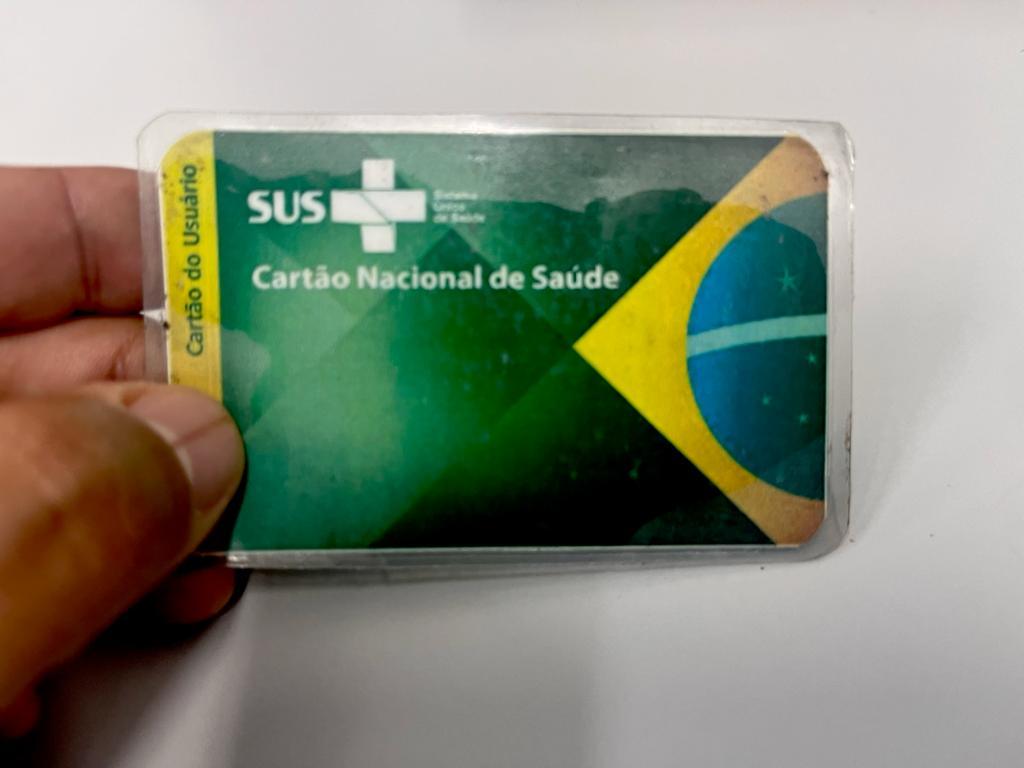 Cartão do Usuário
SUS
Sistema
Único
de Saúde
Cartão Nacional de Saúde